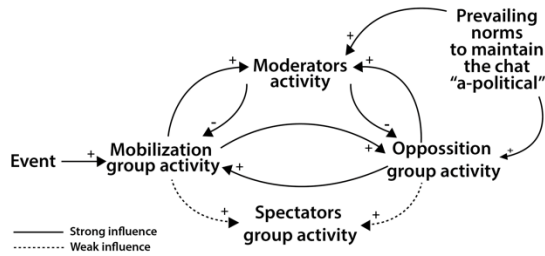 Prevailing
norms
to maintain
the chat
"a-political"
+
+
+
+
Moderators
activity
-
-
Event
+
Mobilization
group activity
+
+
Oppossition
group activity
+
+
Spectators
group activity
+
Strong influence
Weak influence